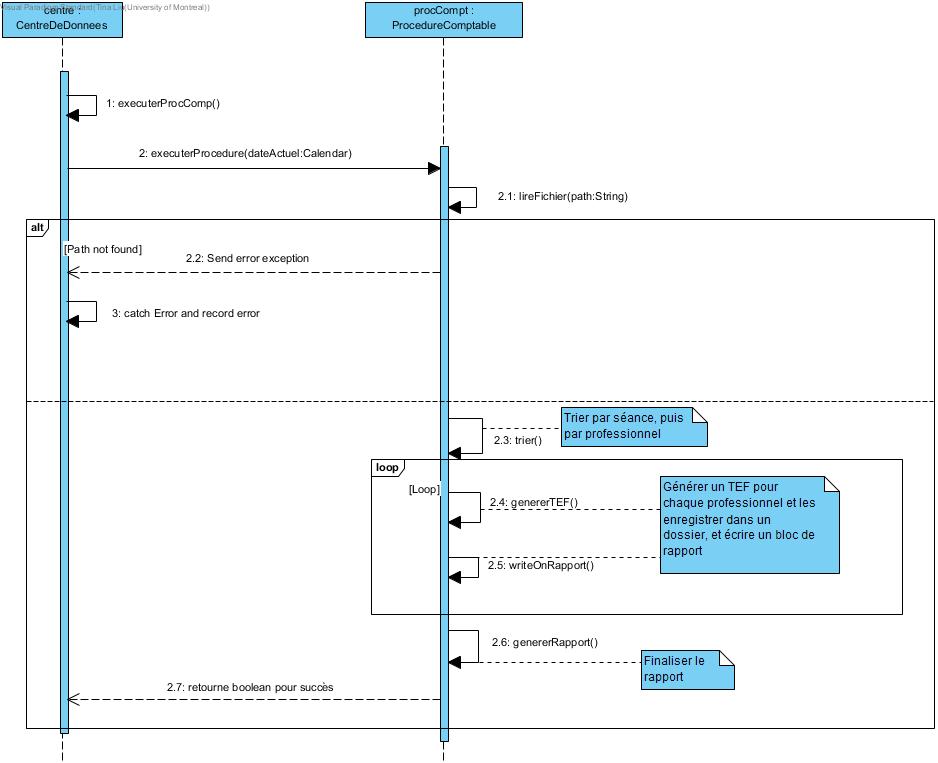 Visual Paradigm Standard(Tina Liu(University of Montreal))
centre :
CentreDeDonnees
procCompt :
ProcedureComptable
1: executerProcComp()
2: executerProcedure(dateActuel:Calendar)
2.1: lireFichier(path:String)
alt
[Path not found]
2.2: Send error exception
3: catch Error and record error
Trier par séance, puis
par professionnel
2.3: trier()
loop
[Loop]
Générer un TEF pour
chaque professionnel et les
enregistrer dans un
dossier, et écrire un bloc de
rapport
2.4: genererTEF()
2.5: writeOnRapport()
2.6: genererRapport()
Finaliser le
rapport
2.7: retourne boolean pour succès